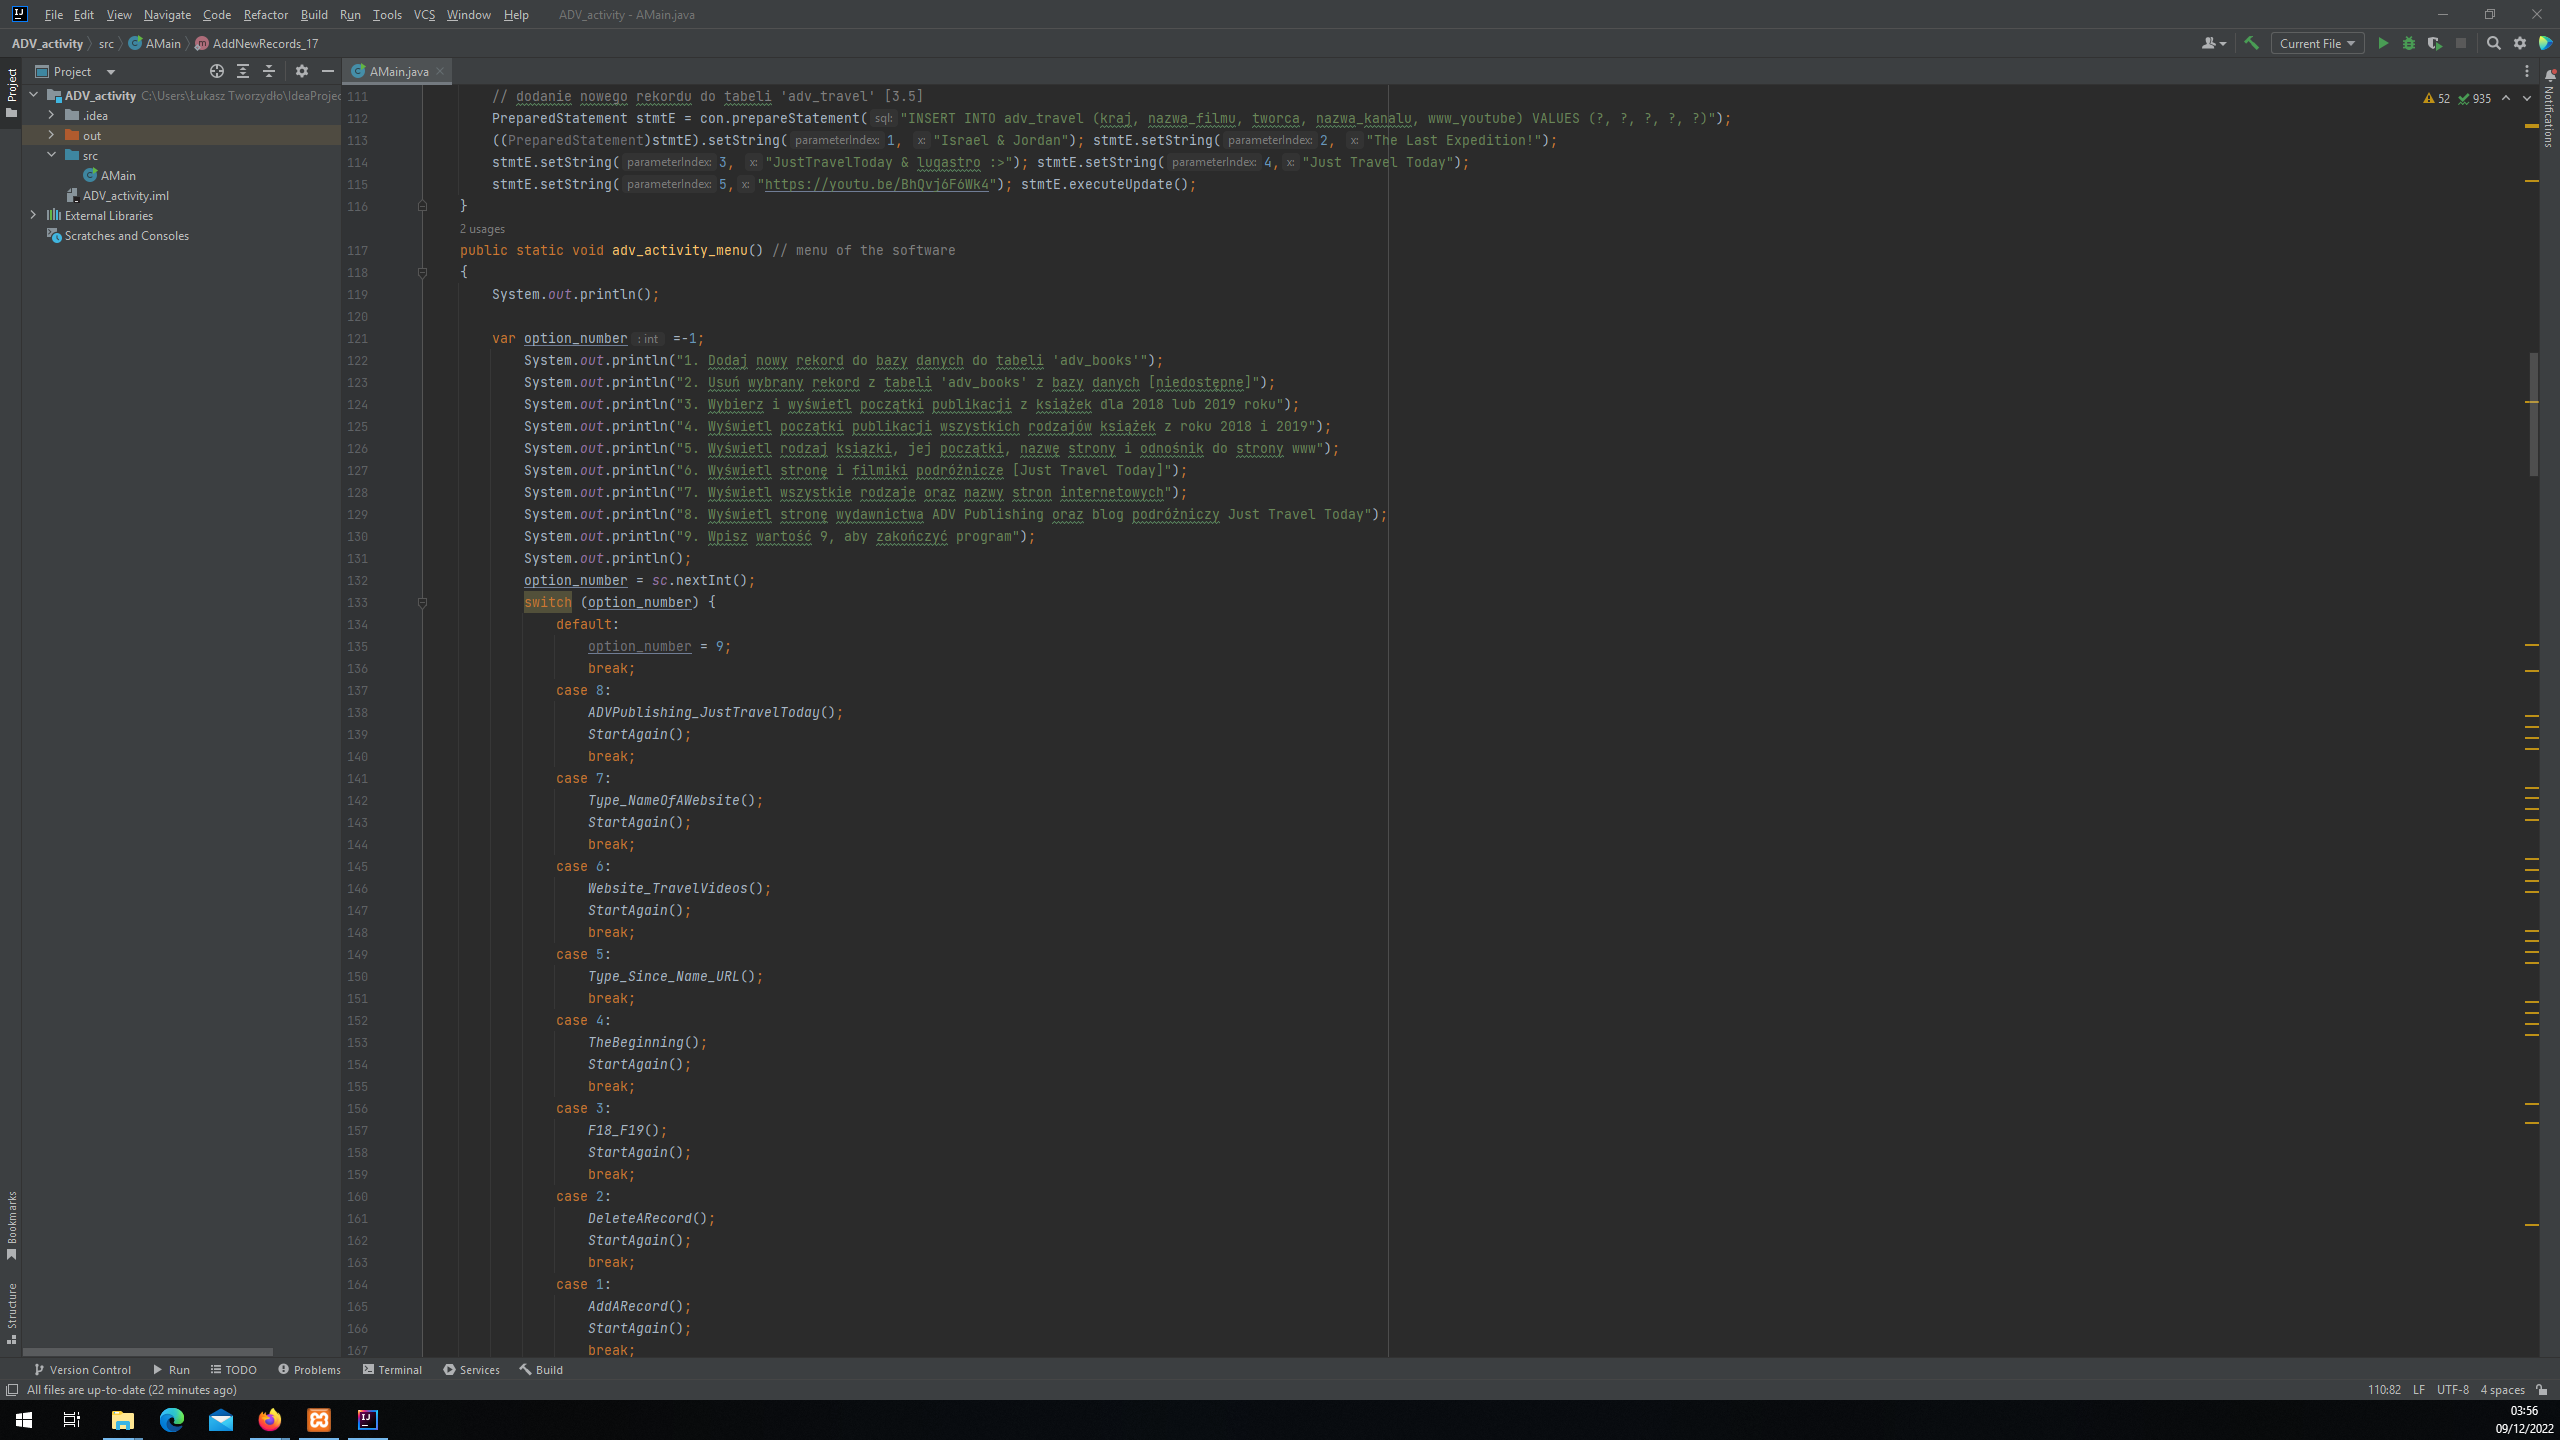 File Edit View Navigate Code Refactor Build Run Tools VCS Window Help ADV_activity - AMain.java
ADV_activity src AMain AddNewRecords_17 Current File
Project AMain.java
Project
ADV_activity C:\Users\Łukasz Tworzydło\IdeaProjec
.idea
out
src
AMain
ADV_activity.iml
External Libraries
Scratches and Consoles
Bookmarks
Structure
52 935
Notifications
111 // dodanie nowego rekordu do tabeli 'adv_travel' [3.5]
112 PreparedStatement stmtE = con.prepareStatement( sql: "INSERT INTO adv_travel (kraj, nazwa_filmu, tworca, nazwa_kanalu, www_youtube) VALUES (?, ?, ?, ?, ?)");
113 ((PreparedStatement)stmtE).setString( parameterIndex: 1, x: "Israel & Jordan"); stmtE.setString( parameterIndex: 2, x: "The Last Expedition!");
114 stmtE.setString( parameterIndex: 3, x: "JustTravelToday & luqastro :>"); stmtE.setString( parameterIndex: 4, x: "Just Travel Today");
115 stmtE.setString( parameterIndex: 5, x: "https://youtu.be/BhQvj6F6Wk4"); stmtE.executeUpdate();
116 }
2 usages
117 public static void adv_activity_menu() // menu of the software
118 {
119 System.out.println();
120
121 var option_number : int =-1;
122 System.out.println("1. Dodaj nowy rekord do bazy danych do tabeli 'adv_books'");
123 System.out.println("2. Usuń wybrany rekord z tabeli 'adv_books' z bazy danych [niedostępne]");
124 System.out.println("3. Wybierz i wyświetl początki publikacji z książek dla 2018 lub 2019 roku");
125 System.out.println("4. Wyświetl początki publikacji wszystkich rodzajów książek z roku 2018 i 2019");
126 System.out.println("5. Wyświetl rodzaj ksiązki, jej początki, nazwę strony i odnośnik do strony www");
127 System.out.println("6. Wyświetl stronę i filmiki podróżnicze [Just Travel Today]");
128 System.out.println("7. Wyświetl wszystkie rodzaje oraz nazwy stron internetowych");
129 System.out.println("8. Wyświetl stronę wydawnictwa ADV Publishing oraz blog podróżniczy Just Travel Today");
130 System.out.println("9. Wpisz wartość 9, aby zakończyć program");
131 System.out.println();
132 option_number = sc.nextInt();
133 switch (option_number) {
134 default:
135 option_number = 9;
136 break;
137 case 8:
138 ADVPublishing_JustTravelToday();
139 StartAgain();
140 break;
141 case 7:
142 Type_NameOfAWebsite();
143 StartAgain();
144 break;
145 case 6:
146 Website_TravelVideos();
147 StartAgain();
148 break;
149 case 5:
150 Type_Since_Name_URL();
151 break;
152 case 4:
153 TheBeginning();
154 StartAgain();
155 break;
156 case 3:
157 F18_F19();
158 StartAgain();
159 break;
160 case 2:
161 DeleteARecord();
162 StartAgain();
163 break;
164 case 1:
165 AddARecord();
166 StartAgain();
167 break;
Version Control Run TODO Problems Terminal Services Build
All files are up-to-date (22 minutes ago) 110:82 LF UTF-8 4 spaces
03:56
09/12/2022